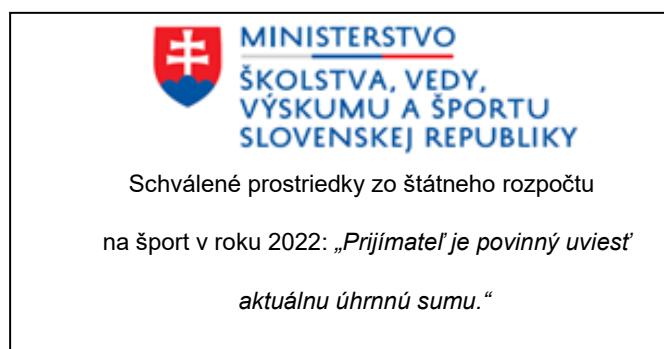 MINISTERSTVO
ŠKOLSTVA, VEDY,
VÝSKUMU A ŠPORTU
SLOVENSKEJ REPUBLIKY
Schválené prostriedky zo štátneho rozpočtu
na šport v roku 2022: „Prijímateľ je povinný uviesť
aktuálnu úhrnnú sumu.“